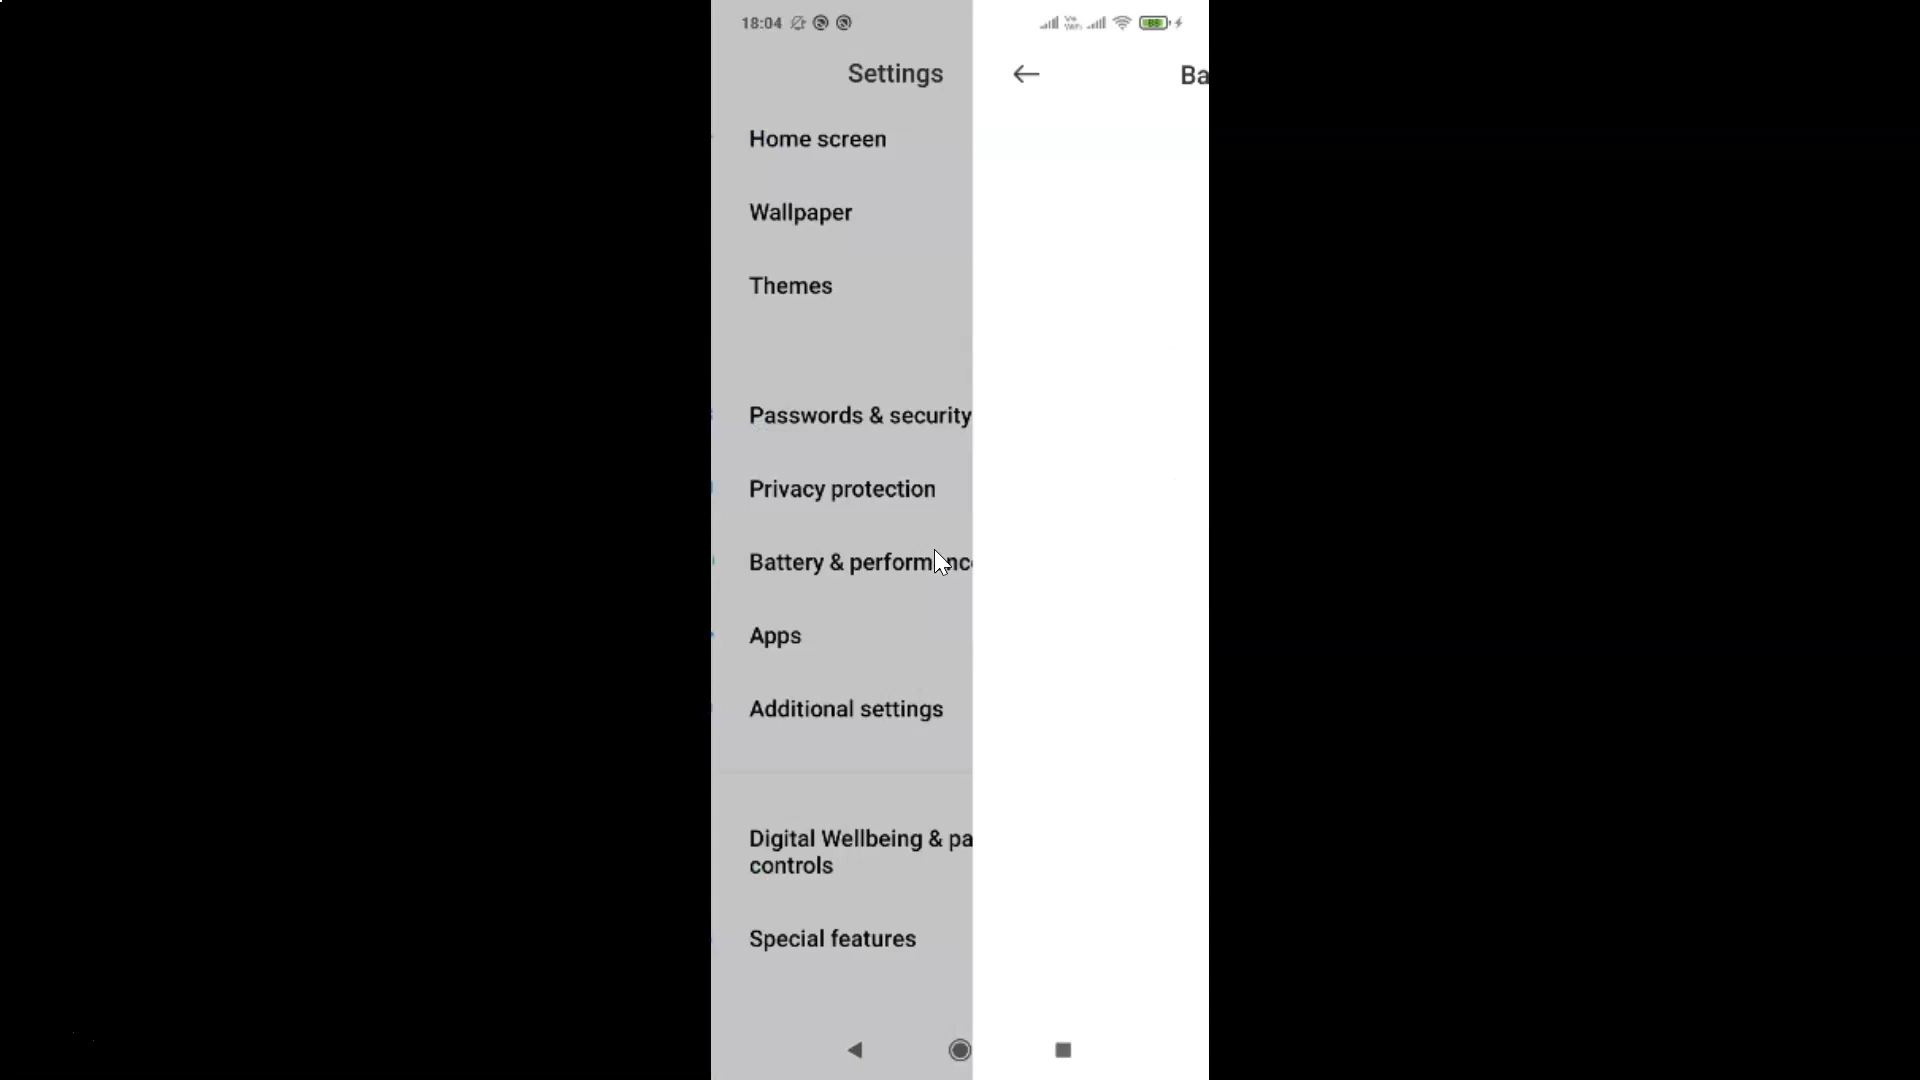 18:04
Settings
Ba
Home screen
Wallpaper
Themes
Passwords & security
Privacy protection
Battery & performance
Apps
Additional settings
Digital Wellbeing & pa
controls
Special features